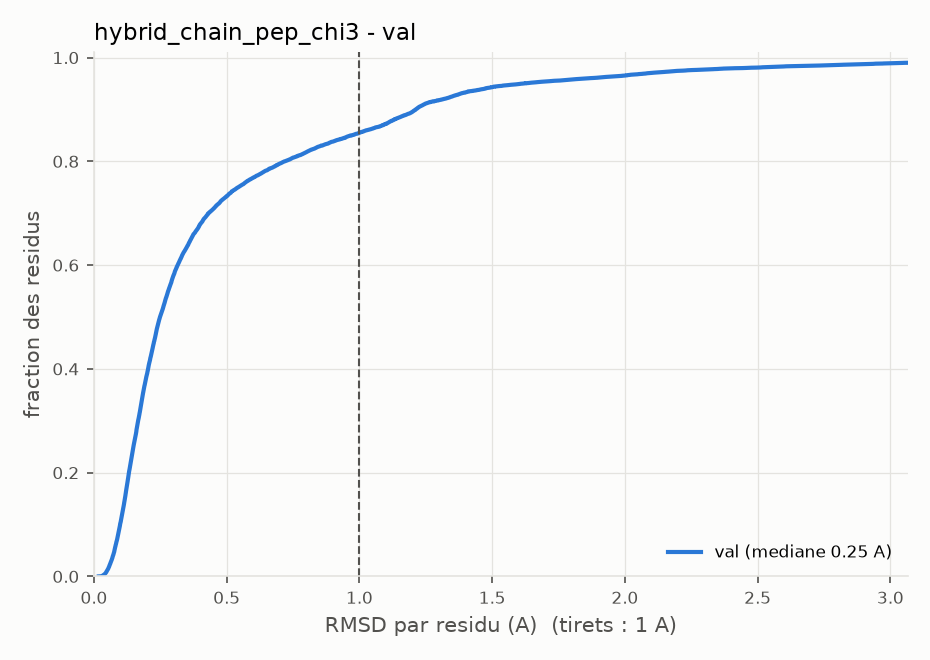 hybrid_chain_pep_chi3 - val
1.0
0.8
0.6
0.4
0.2
0.0
fraction des residus
val (mediane 0.25 A)
0.0 0.5 1.0 1.5 2.0 2.5 3.0
RMSD par residu (A)  (tirets : 1 A)